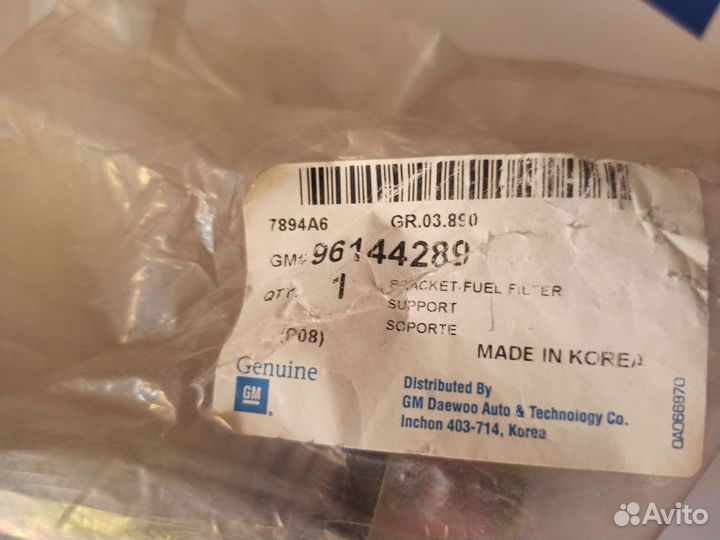 7894A6 GR.03.890
GM# 96144289
QTY. 1 BRACKET-FUEL FILTER
SUPPORT
(P08) SOPORTE
MADE IN KOREA
Genuine
GM
Distributed By
GM Daewoo Auto & Technology Co.
Inchon 403-714, Korea
0A066870
Avito